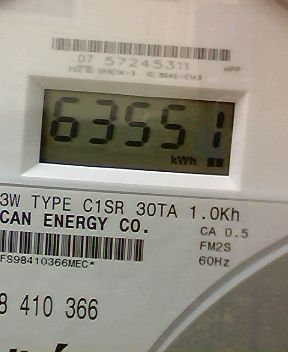 07 57245311 HPP
63551
kWh
3W TYPE C1SR 30TA 1.0Kh
CAN ENERGY CO.
CA 0.5
FM2S
FS98410366MEC*
60Hz
8 410 366